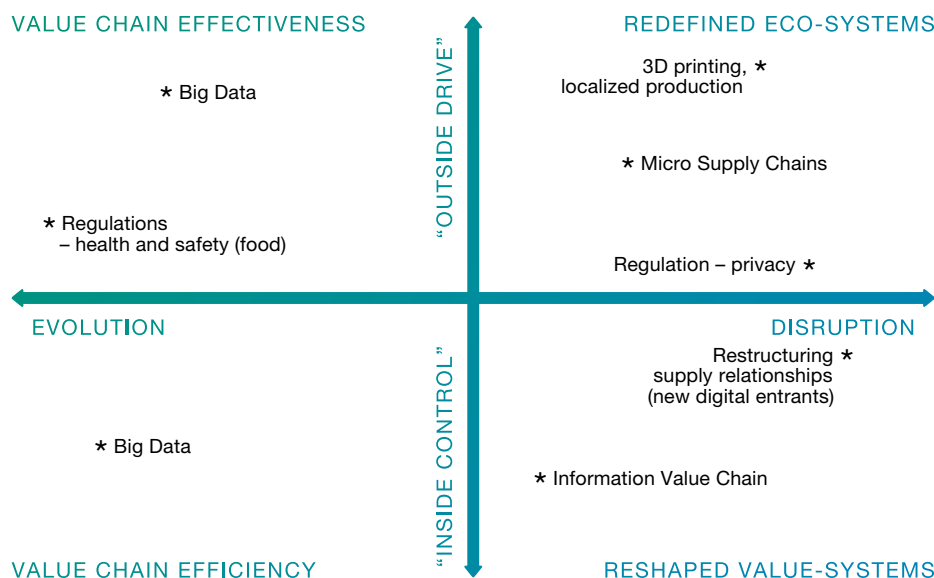 VALUE CHAIN EFFECTIVENESS
REDEFINED ECO-SYSTEMS
"OUTSIDE DRIVE"
* Big Data
3D printing, *
localized production
* Micro Supply Chains
* Regulations
– health and safety (food)
Regulation – privacy *
EVOLUTION
DISRUPTION
"INSIDE CONTROL"
Restructuring *
supply relationships
(new digital entrants)
* Big Data
* Information Value Chain
VALUE CHAIN EFFICIENCY
RESHAPED VALUE-SYSTEMS